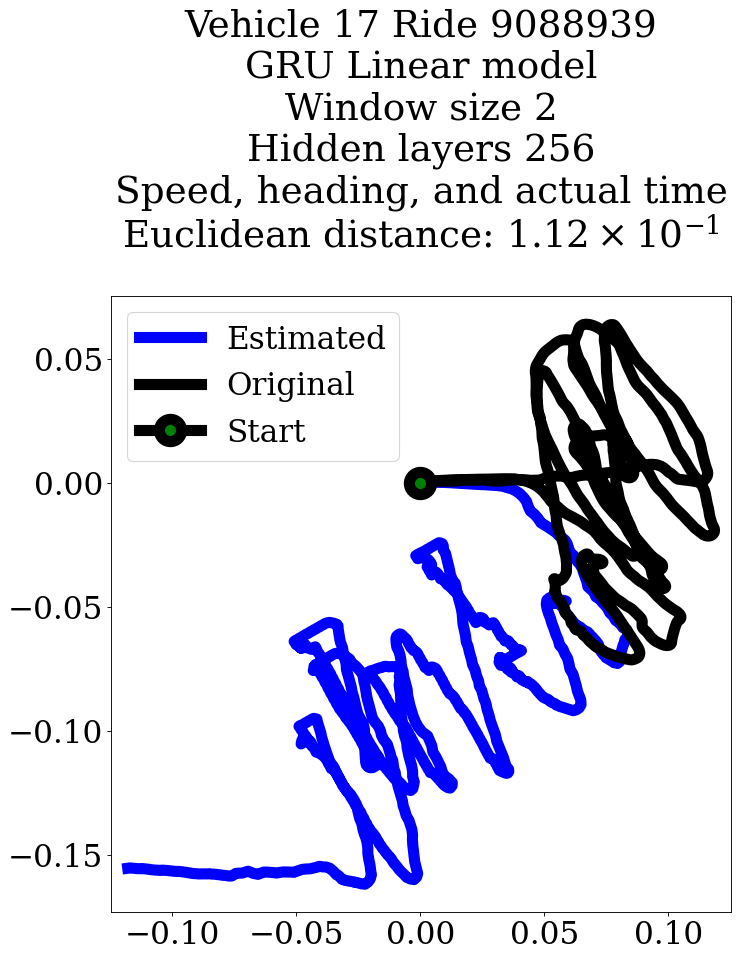 Vehicle 17 Ride 9088939
GRU Linear model
Window size 2
Hidden layers 256
Speed, heading, and actual time
Euclidean distance: 1.12 × 10⁻¹
Estimated
Original
Start
0.05
0.00
−0.05
−0.10
−0.15
−0.10
−0.05
0.00
0.05
0.10